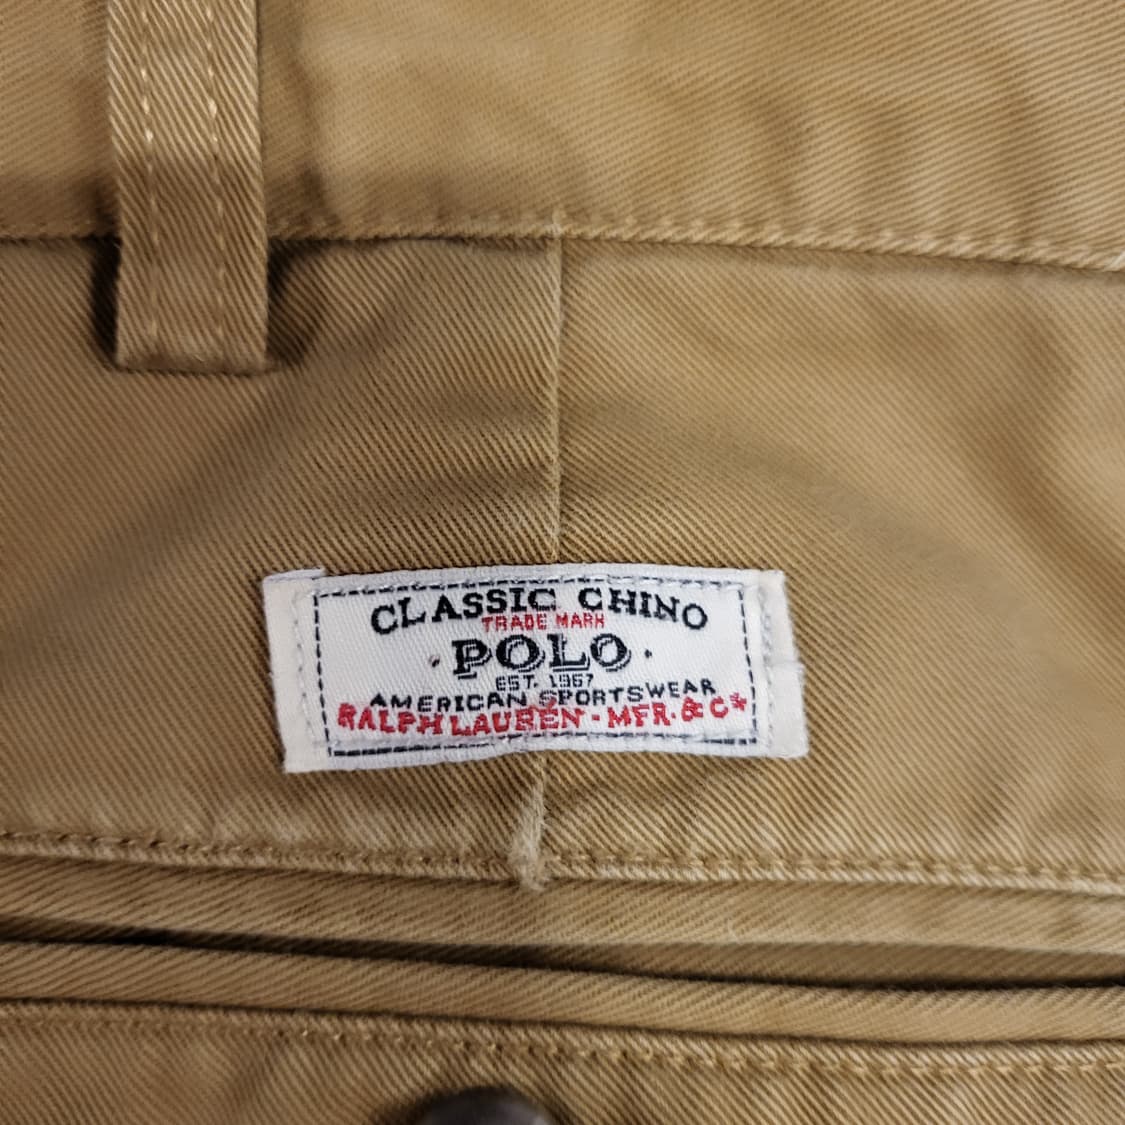 CLASSIC CHINO
TRADE MARK
· POLO ·
EST. 1967
AMERICAN SPORTSWEAR
RALPH LAUREN - MFR. & Cº